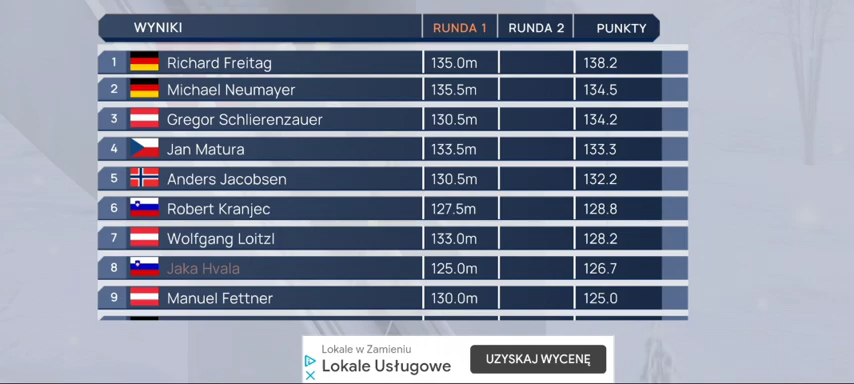 WYNIKI RUNDA 1 RUNDA 2 PUNKTY
1 Richard Freitag 135.0m 138.2
2 Michael Neumayer 135.5m 134.5
3 Gregor Schlierenzauer 130.5m 134.2
4 Jan Matura 133.5m 133.3
5 Anders Jacobsen 130.5m 132.2
6 Robert Kranjec 127.5m 128.8
7 Wolfgang Loitzl 133.0m 128.2
8 Jaka Hvala 125.0m 126.7
9 Manuel Fettner 130.0m 125.0
Lokale w Zamieniu
Lokale Usługowe
UZYSKAJ WYCENĘ